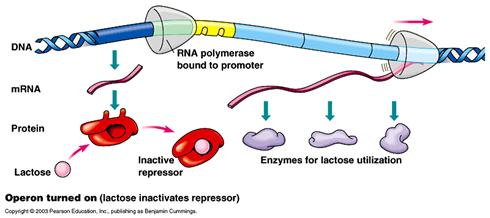 DNA
RNA polymerase
bound to promoter
mRNA
Protein
Lactose
Inactive
repressor
Enzymes for lactose utilization
Operon turned on (lactose inactivates repressor)
Copyright © 2003 Pearson Education, Inc., publishing as Benjamin Cummings.